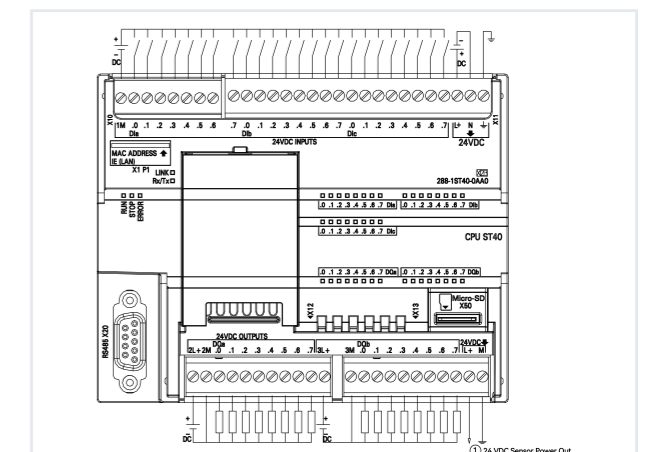 + − DC
− + DC
X10
X11
1M .0 .1 .2 .3 .4 .5 .6 .7 .0 .1 .2 .3 .4 .5 .6 .7 .0 .1 .2 .3 .4 .5 .6 .7 L+ N
DIa DIb DIc
24VDC INPUTS
24VDC
MAC ADDRESS
IE (LAN)
X1 P1
LINK
Rx/Tx
288-1ST40-0AA0
RUN
STOP
ERROR
.0 .1 .2 .3 .4 .5 .6 .7 DIa .0 .1 .2 .3 .4 .5 .6 .7 DIb
.0 .1 .2 .3 .4 .5 .6 .7 DIc
CPU ST40
.0 .1 .2 .3 .4 .5 .6 .7 DQa .0 .1 .2 .3 .4 .5 .6 .7 DQb
Micro-SD
X50
X12
X13
RS485 X20
24VDC OUTPUTS
DQa DQb 24VDC
2L+ 2M .0 .1 .2 .3 .4 .5 .6 .7 3L+ 3M .0 .1 .2 .3 .4 .5 .6 .7 L+ M
+ − DC
+ − DC
① 24 VDC Sensor Power Out